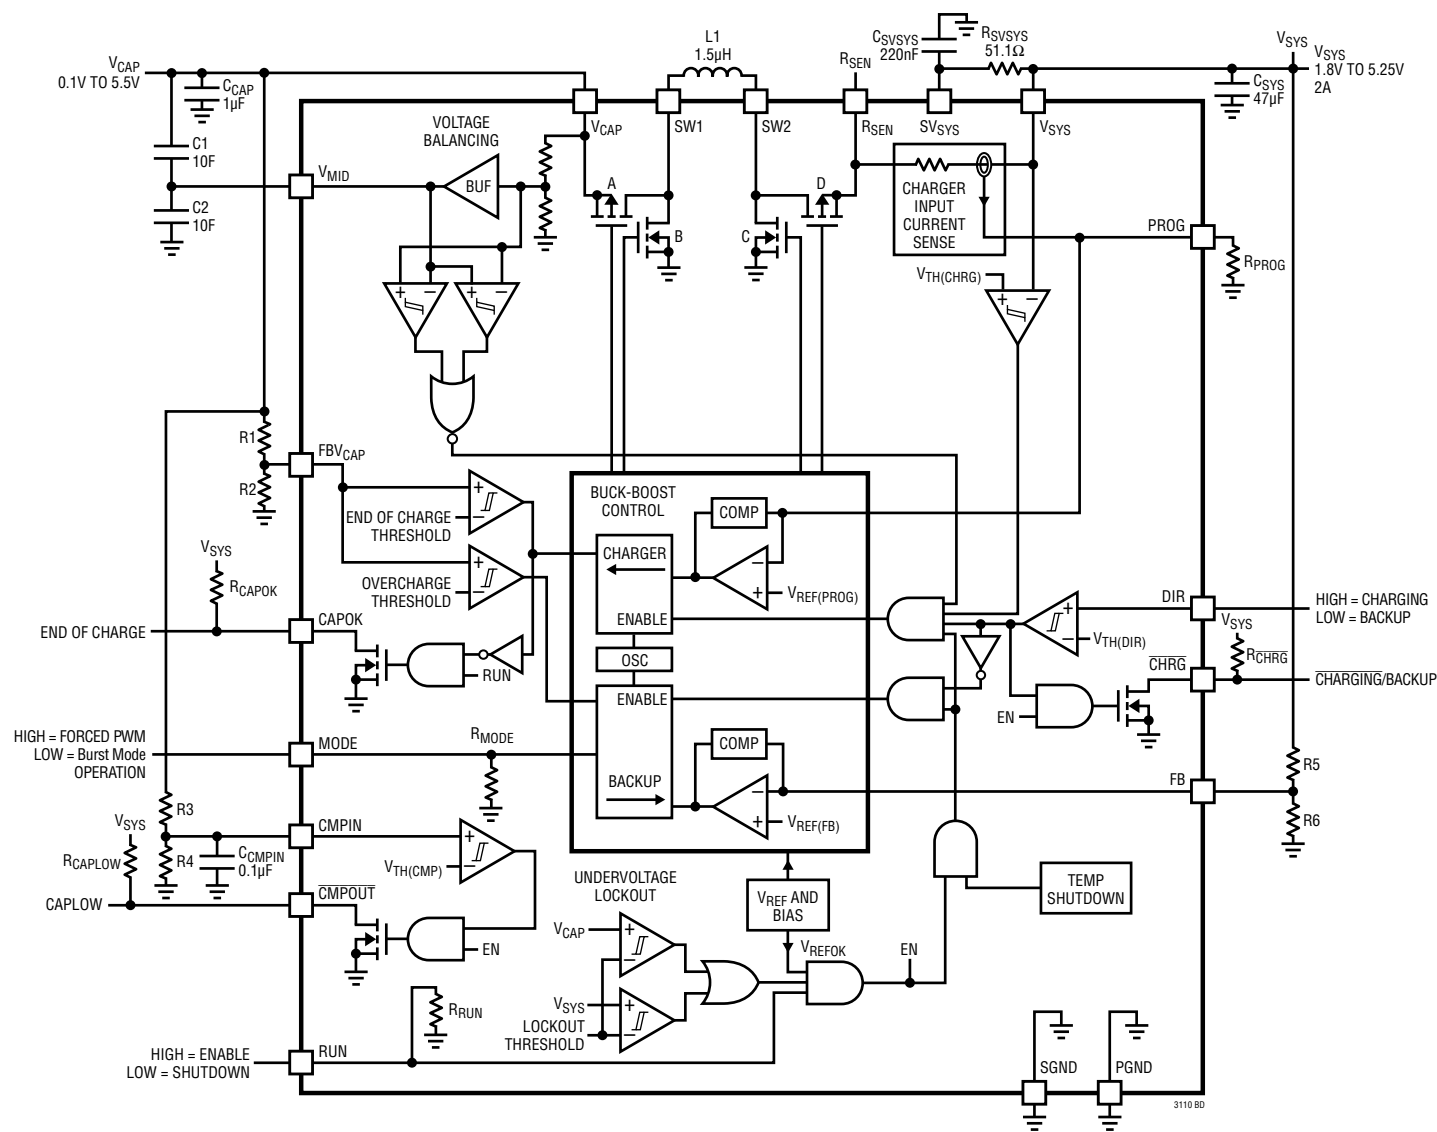 L1
1.5µH
CSVSYS
220nF
RSVSYS
51.1Ω
VSYS
VSYS
1.8V TO 5.25V
2A
VCAP
0.1V TO 5.5V
CCAP
1µF
RSEN
CSYS
47µF
VOLTAGE
BALANCING
VCAP
SW1
SW2
RSEN
SVSYS
VSYS
C1
10F
VMID
BUF
A
D
CHARGER
INPUT
CURRENT
SENSE
C2
10F
B
C
PROG
RPROG
VTH(CHRG)
+
–
+
–
+
–
R1
FBVCAP
R2
+
–
END OF CHARGE
THRESHOLD
BUCK-BOOST
CONTROL
COMP
CHARGER
–
+
VREF(PROG)
ENABLE
VSYS
RCAPOK
+
–
OVERCHARGE
THRESHOLD
DIR
HIGH = CHARGING
LOW = BACKUP
+
–
VTH(DIR)
VSYS
RCHRG
END OF CHARGE
CAPOK
RUN
OSC
CHRG
CHARGING/BACKUP
ENABLE
EN
HIGH = FORCED PWM
LOW = Burst Mode
OPERATION
MODE
RMODE
COMP
BACKUP
–
+
VREF(FB)
FB
R5
R6
R3
VSYS
RCAPLOW
R4
CCMPIN
0.1µF
CMPIN
+
–
VTH(CMP)
CAPLOW
CMPOUT
EN
UNDERVOLTAGE
LOCKOUT
VREF AND
BIAS
TEMP
SHUTDOWN
VCAP
+
–
VREFOK
EN
VSYS
+
–
LOCKOUT
THRESHOLD
RRUN
HIGH = ENABLE
LOW = SHUTDOWN
RUN
SGND
PGND
3110 BD